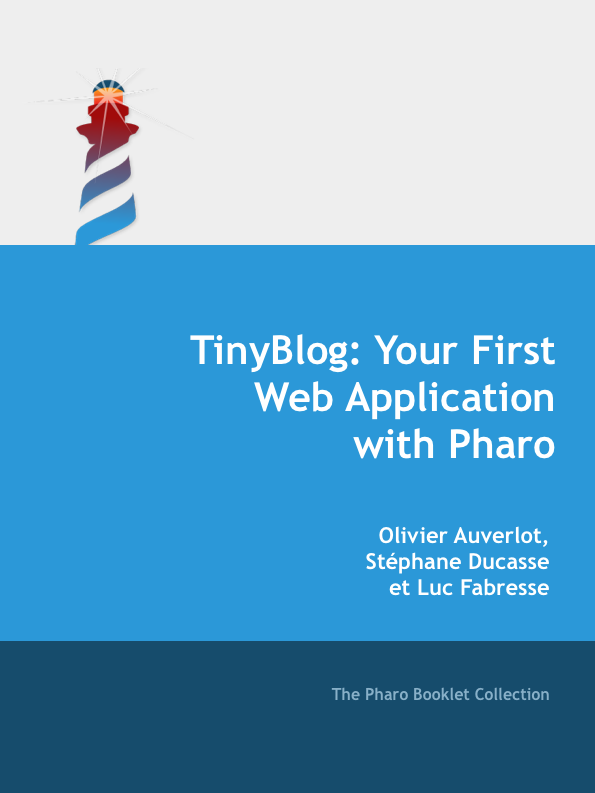 TinyBlog: Your First
Web Application
with Pharo
Olivier Auverlot,
Stéphane Ducasse
et Luc Fabresse
The Pharo Booklet Collection